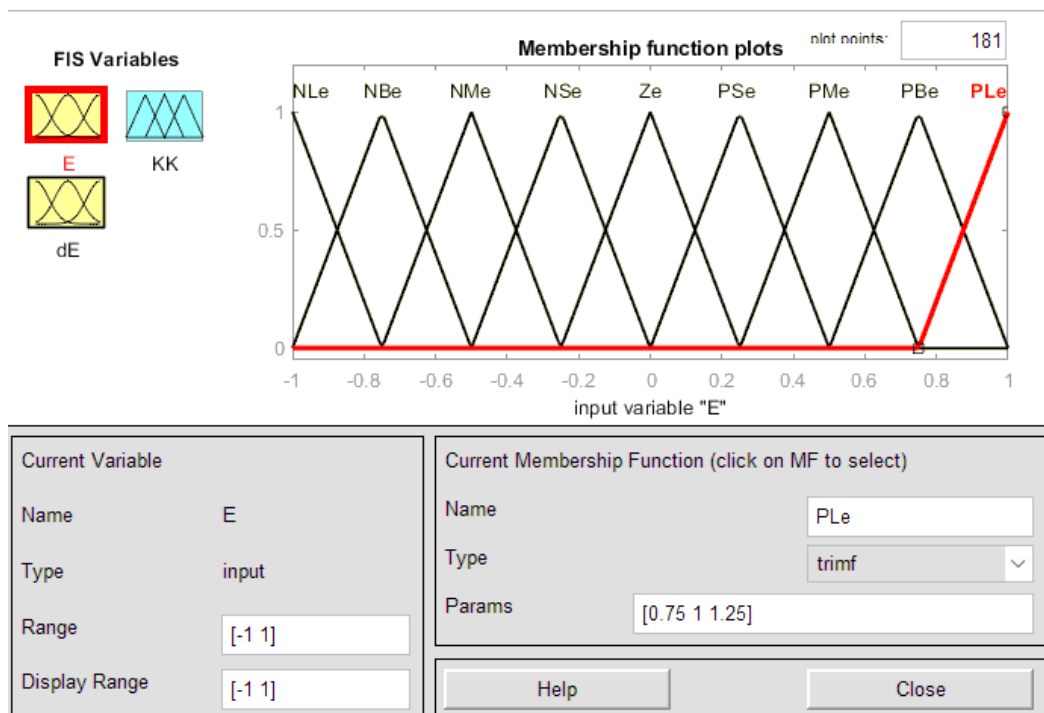 FIS Variables
E
KK
dE
Membership function plots
plot points:
181
NLe NBe NMe NSe Ze PSe PMe PBe PLe
1
0.5
0
-1 -0.8 -0.6 -0.4 -0.2 0 0.2 0.4 0.6 0.8 1
input variable "E"
Current Variable
Name E
Type input
Range [-1 1]
Display Range [-1 1]
Current Membership Function (click on MF to select)
Name PLe
Type trimf
Params [0.75 1 1.25]
Help
Close